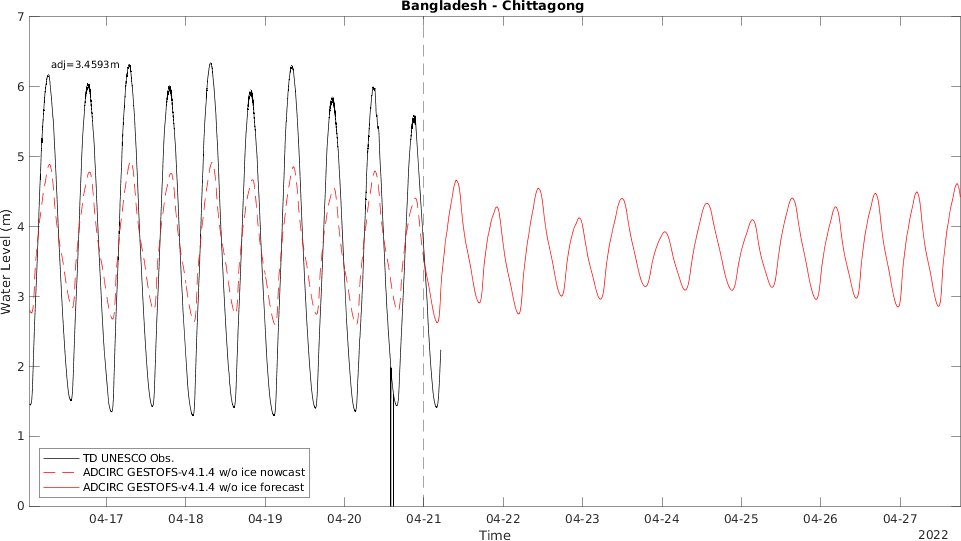 Bangladesh - Chittagong
7
adj=3.4593m
6
5
4
3
2
1
0
Water Level (m)
TD UNESCO Obs.
ADCIRC GESTOFS-v4.1.4 w/o ice nowcast
ADCIRC GESTOFS-v4.1.4 w/o ice forecast
04-17 04-18 04-19 04-20 04-21 04-22 04-23 04-24 04-25 04-26 04-27
Time
2022